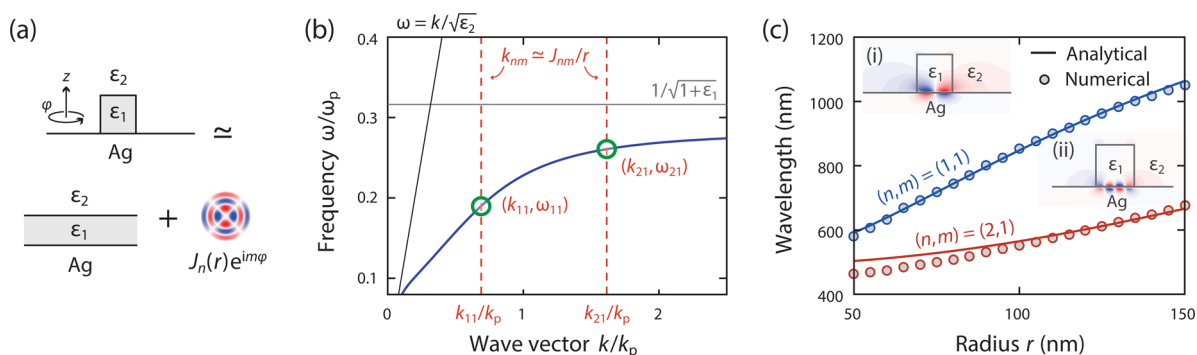 (a)
z
φ
ε₂
ε₁
Ag
≃
ε₂
ε₁
Ag
+
Jₙ(r)eⁱᵐᵠ
(b)
ω = k/√ε₂
kₙₘ ≃ Jₙₘ/r
1/√1+ε₁
(k₂₁,ω₂₁)
(k₁₁,ω₁₁)
Frequency ω/ωₚ
0.4
0.3
0.2
0.1
0
1
2
k₁₁/kₚ
k₂₁/kₚ
Wave vector k/kₚ
(c)
Wavelength (nm)
1200
1000
800
600
400
(i)
ε₁
ε₂
Ag
Analytical
Numerical
(n,m) = (1,1)
(ii)
ε₁
ε₂
Ag
(n,m) = (2,1)
50
100
150
Radius r (nm)